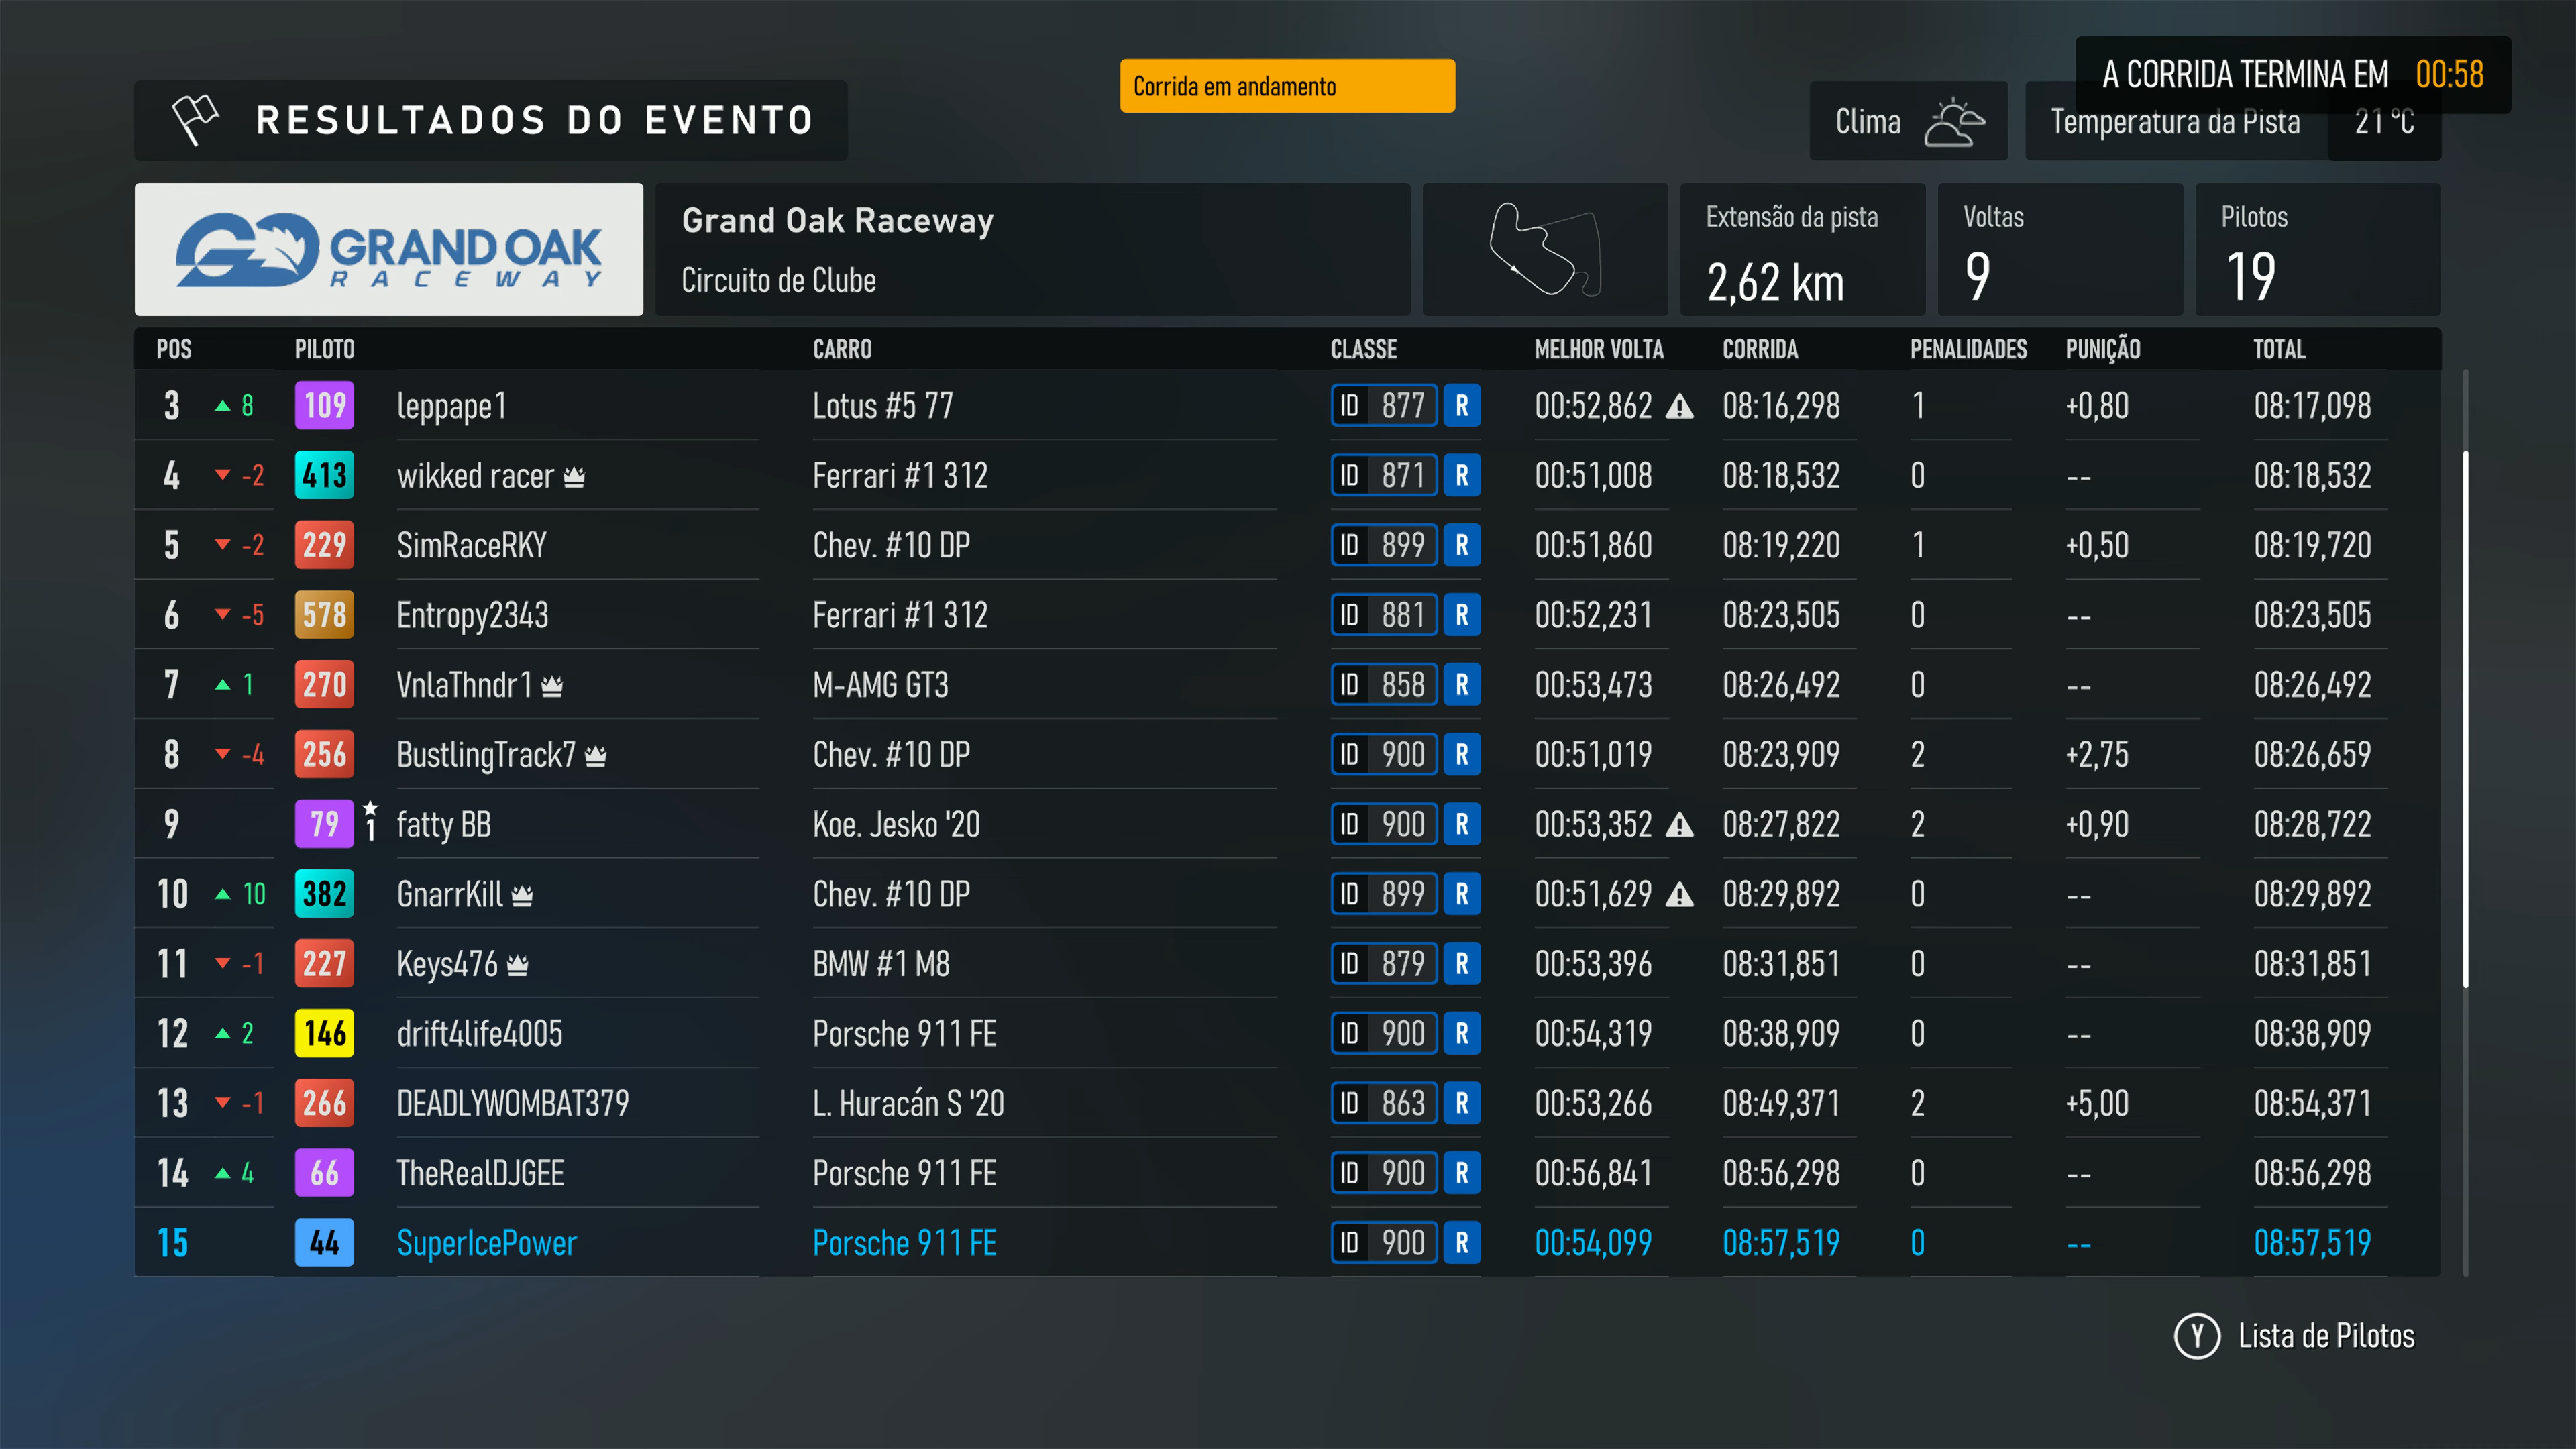 A CORRIDA TERMINA EM 00:58
Corrida em andamento
RESULTADOS DO EVENTO
Clima
Temperatura da Pista 21 ºC
GRAND OAK
RACEWAY
Grand Oak Raceway
Circuito de Clube
Extensão da pista
2,62 km
Voltas
9
Pilotos
19
POS PILOTO CARRO CLASSE MELHOR VOLTA CORRIDA PENALIDADES PUNIÇÃO TOTAL
3 8 109 leppape1 Lotus #5 77 ID 877 R 00:52,862 08:16,298 1 +0,80 08:17,098
4 -2 413 wikked racer Ferrari #1 312 ID 871 R 00:51,008 08:18,532 0 -- 08:18,532
5 -2 229 SimRaceRKY Chev. #10 DP ID 899 R 00:51,860 08:19,220 1 +0,50 08:19,720
6 -5 578 Entropy2343 Ferrari #1 312 ID 881 R 00:52,231 08:23,505 0 -- 08:23,505
7 1 270 VnlaThndr1 M-AMG GT3 ID 858 R 00:53,473 08:26,492 0 -- 08:26,492
8 -4 256 BustlingTrack7 Chev. #10 DP ID 900 R 00:51,019 08:23,909 2 +2,75 08:26,659
9 79 1 fatty BB Koe. Jesko '20 ID 900 R 00:53,352 08:27,822 2 +0,90 08:28,722
10 10 382 GnarrKill Chev. #10 DP ID 899 R 00:51,629 08:29,892 0 -- 08:29,892
11 -1 227 Keys476 BMW #1 M8 ID 879 R 00:53,396 08:31,851 0 -- 08:31,851
12 2 146 drift4life4005 Porsche 911 FE ID 900 R 00:54,319 08:38,909 0 -- 08:38,909
13 -1 266 DEADLYWOMBAT379 L. Huracán S '20 ID 863 R 00:53,266 08:49,371 2 +5,00 08:54,371
14 4 66 TheRealDJGEE Porsche 911 FE ID 900 R 00:56,841 08:56,298 0 -- 08:56,298
15 44 SuperIcePower Porsche 911 FE ID 900 R 00:54,099 08:57,519 0 -- 08:57,519
Y Lista de Pilotos